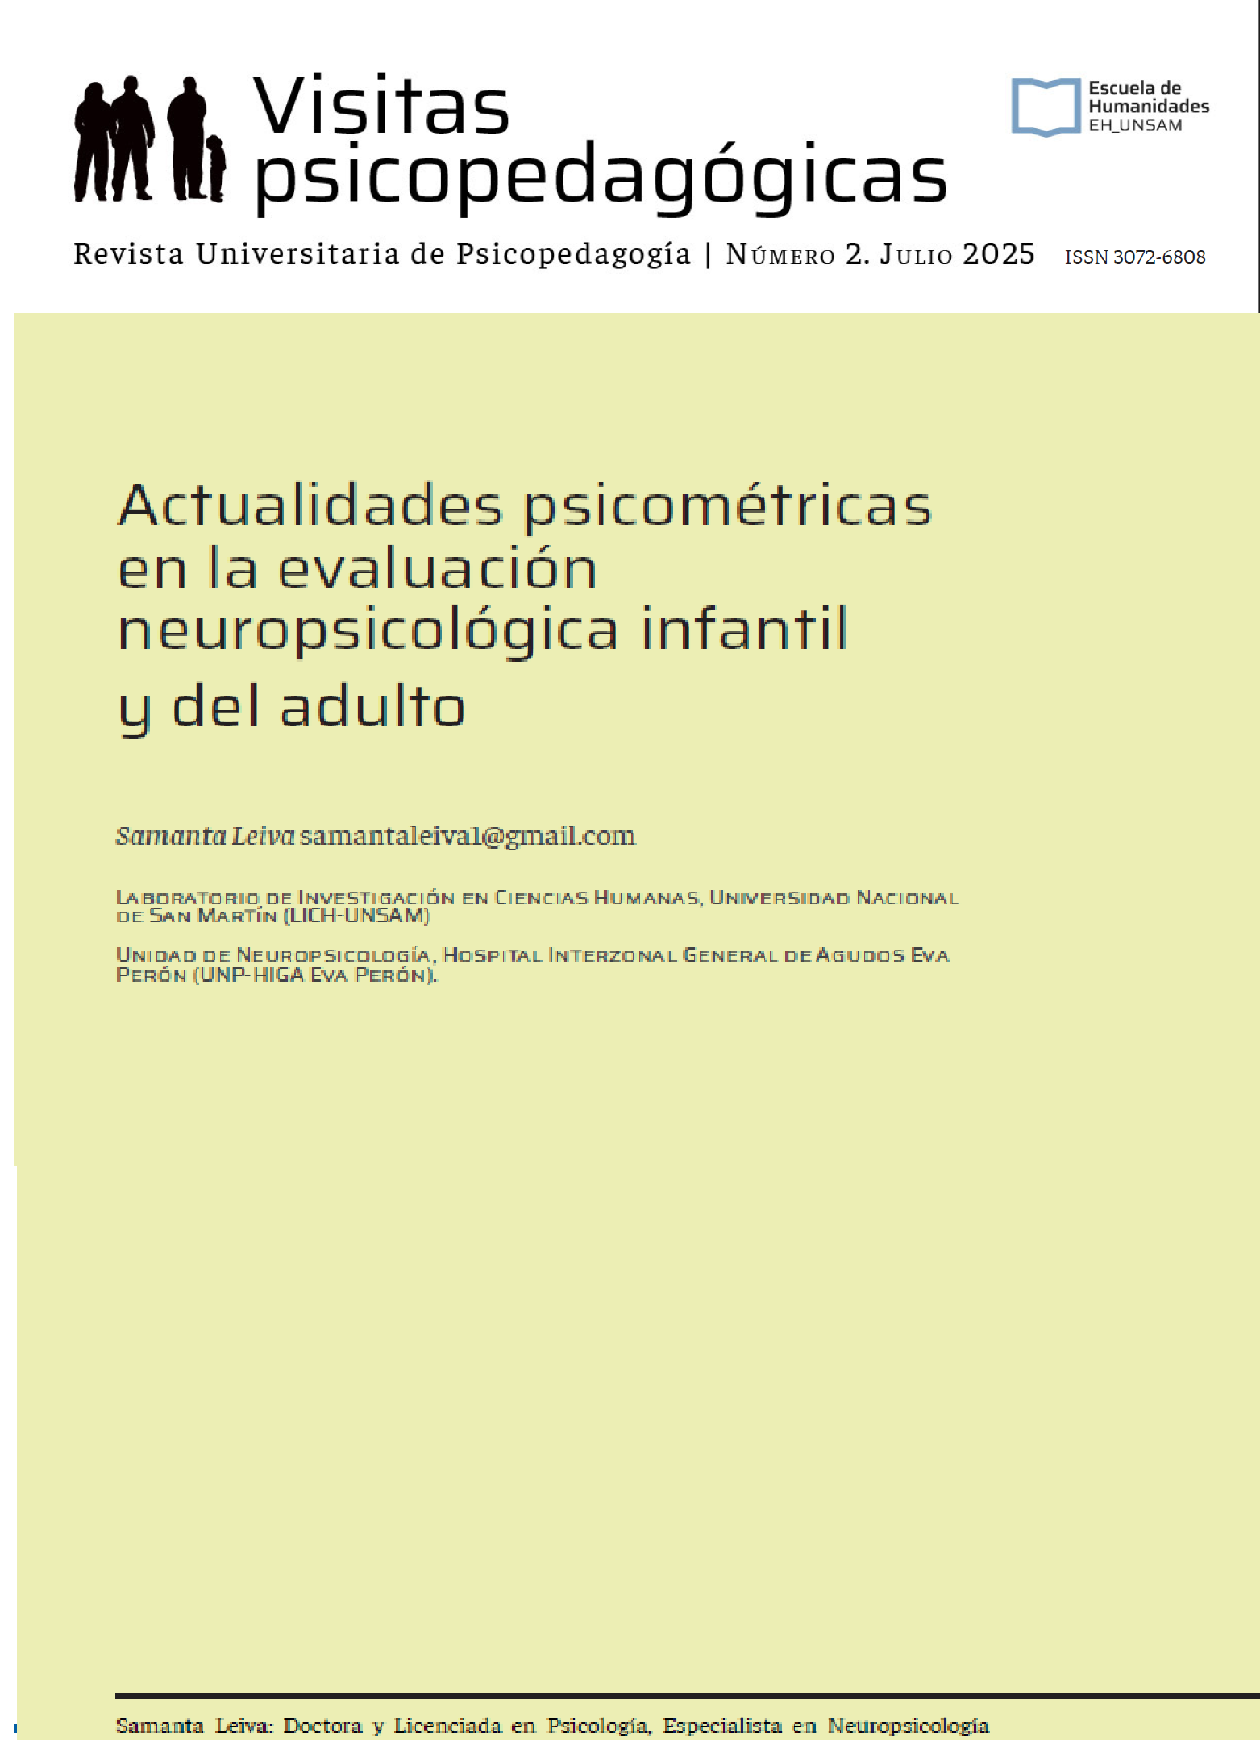 Visitas
psicopedagógicas
Escuela de
Humanidades
EH_UNSAM
Revista Universitaria de Psicopedagogía | Número 2. Julio 2025 ISSN 3072-6808
Actualidades psicométricas
en la evaluación
neuropsicológica infantil
y del adulto
Samanta Leiva samantaleiva1@gmail.com
Laboratorio de Investigación en Ciencias Humanas, Universidad Nacional
de San Martín (LICH-UNSAM)
Unidad de Neuropsicología, Hospital Interzonal General de Agudos Eva
Perón (UNP-HIGA Eva Perón).
Samanta Leiva: Doctora y Licenciada en Psicología, Especialista en Neuropsicología